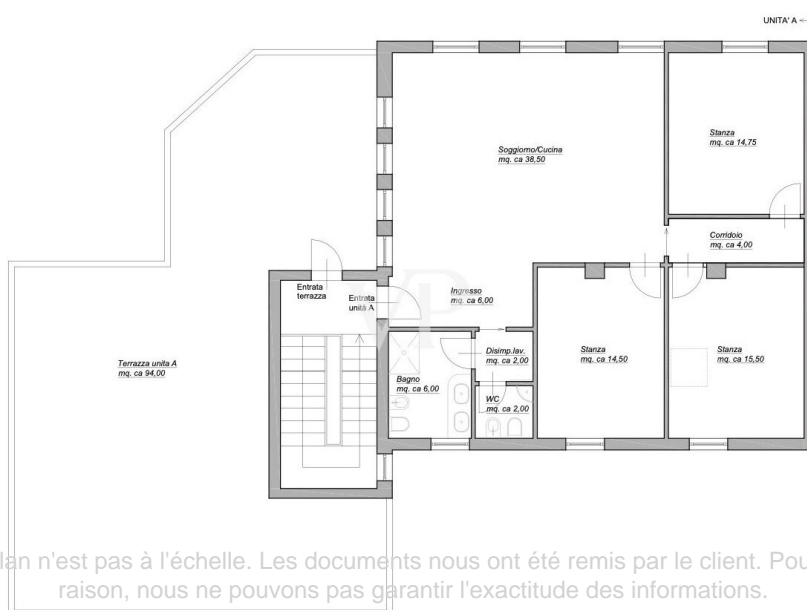 UNITA' A
Stanza
mq. ca 14,75
Soggiorno/Cucina
mq. ca 38,50
Corridoio
mq. ca 4,00
Entrata
terrazza
Entrata
unità A
Ingresso
mq. ca 6,00
VP
Terrazza unita A
mq. ca 94,00
Disimp.lav.
mq. ca 2,00
Stanza
mq. ca 14,50
Stanza
mq. ca 15,50
Bagno
mq. ca 6,00
WC
mq. ca 2,00
n'est pas à l'échelle. Les documents nous ont été remis par le client.
raison, nous ne pouvons pas garantir l'exactitude des informations.